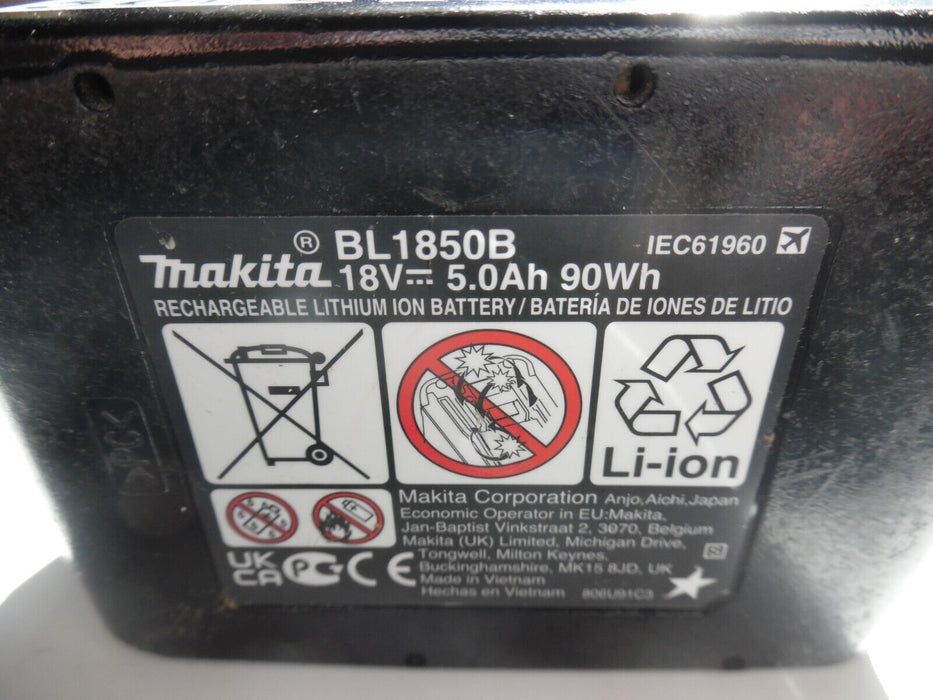 makita® BL1850B IEC61960
18V 5.0Ah 90Wh
RECHARGEABLE LITHIUM ION BATTERY / BATERÍA DE IONES DE LITIO
Li-ion
Makita Corporation Anjo,Aichi,Japan
Economic Operator in EU:Makita,
Jan-Baptist Vinkstraat 2, 3070, Belgium
Makita (UK) Limited, Michigan Drive,
Tongwell, Milton Keynes,
Buckinghamshire, MK15 8JD, UK
Made in Vietnam
Hechas en Vietnam 806U91C3
UK
CA
CE